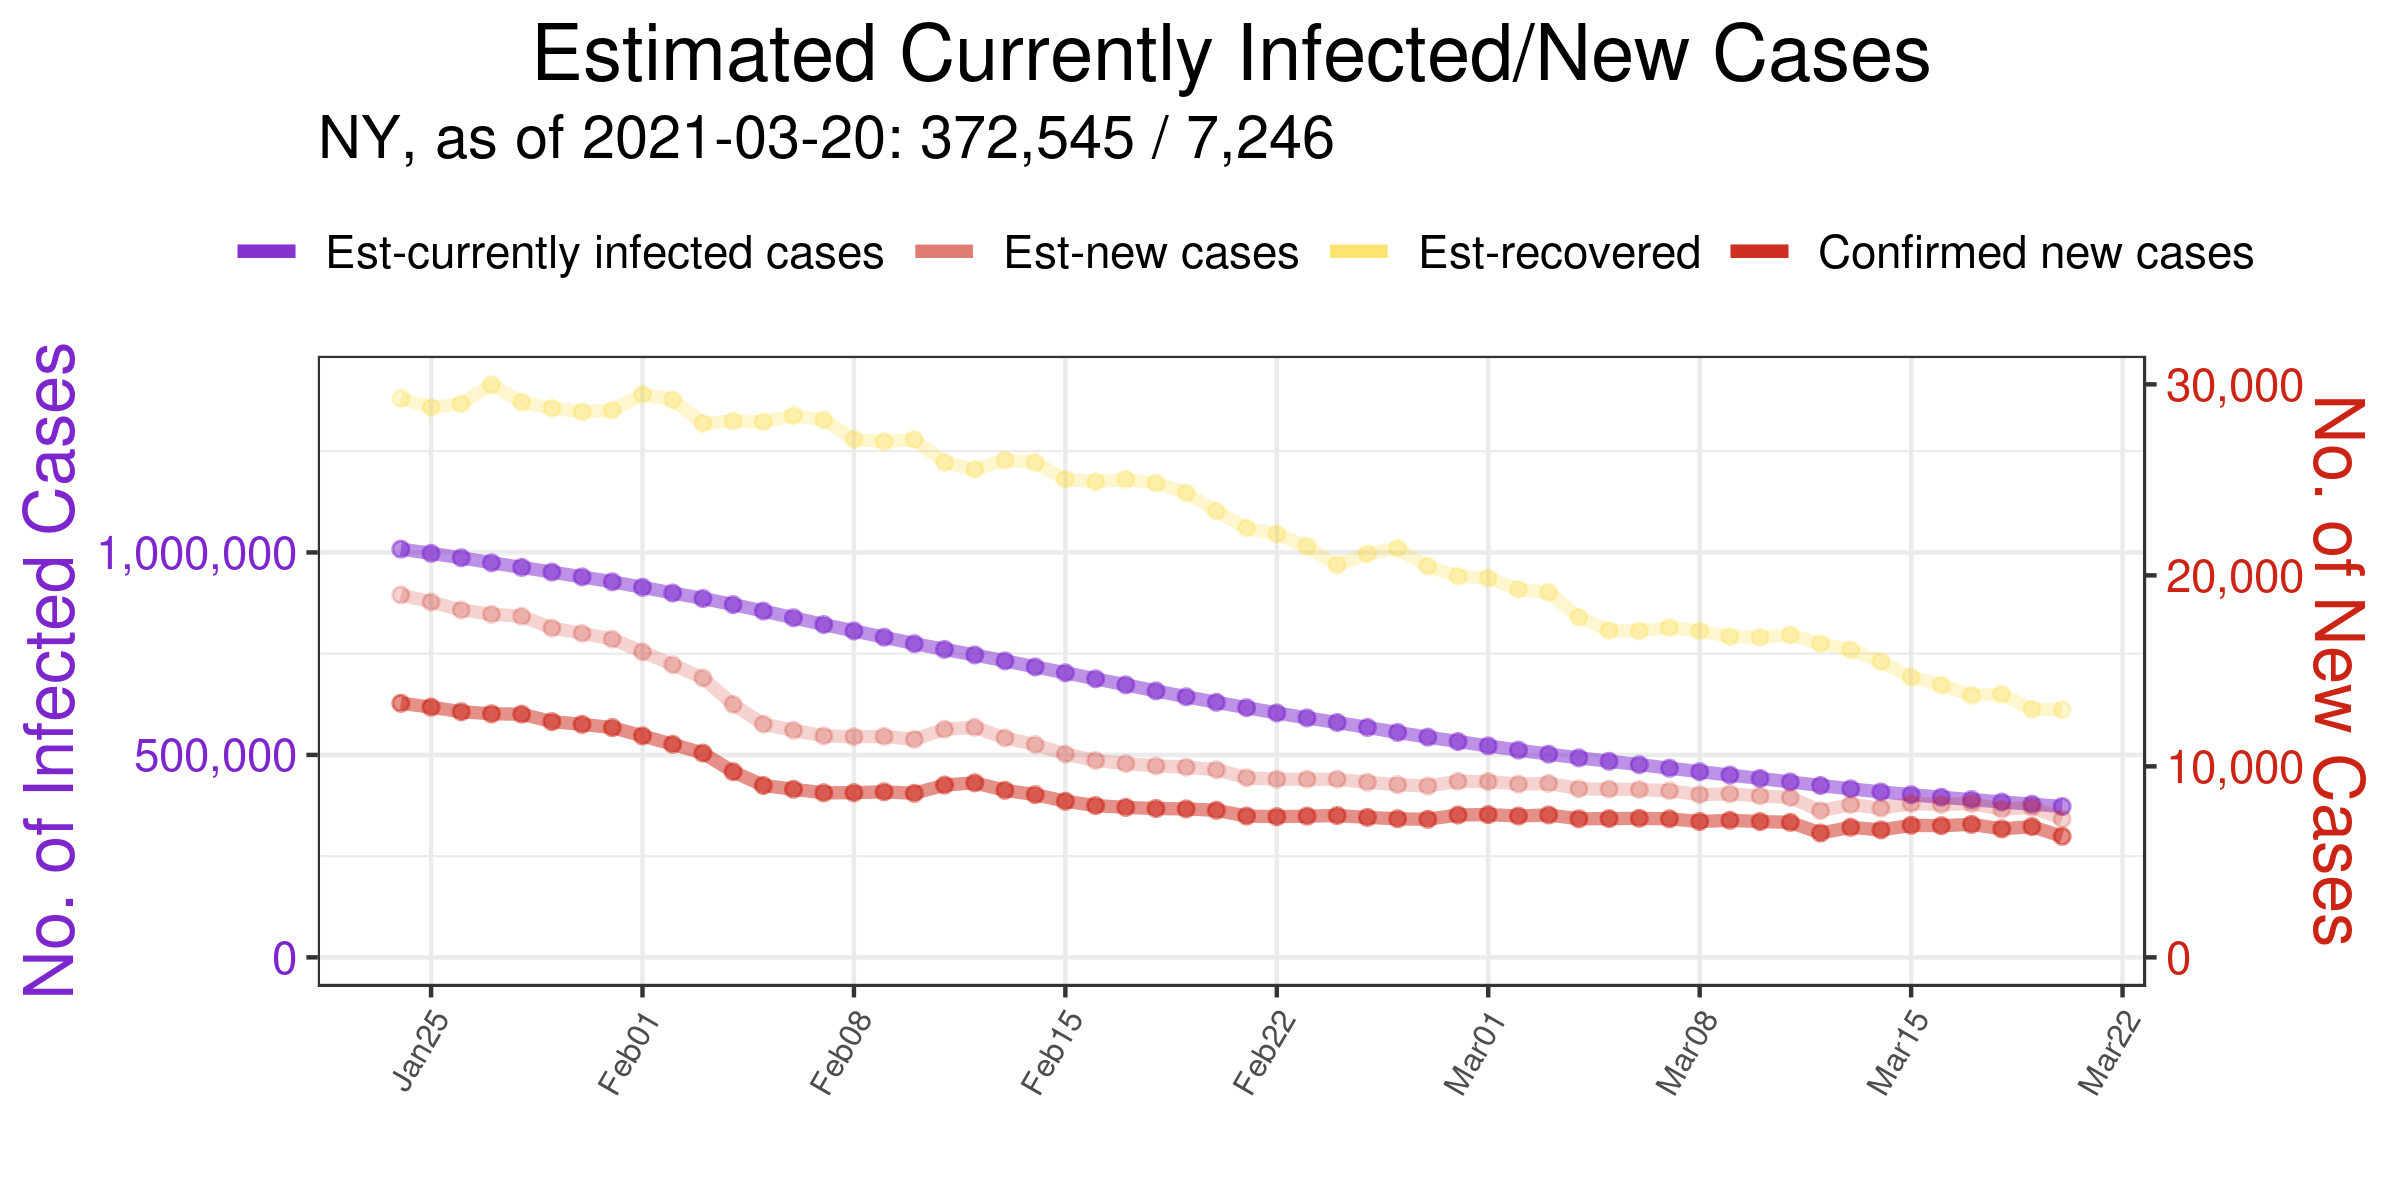 Estimated Currently Infected/New Cases
NY, as of 2021-03-20: 372,545 / 7,246
Est-currently infected cases Est-new cases Est-recovered Confirmed new cases
No. of Infected Cases
1,000,000
500,000
0
30,000
20,000
10,000
0
No. of New Cases
Jan25 Feb01 Feb08 Feb15 Feb22 Mar01 Mar08 Mar15 Mar22